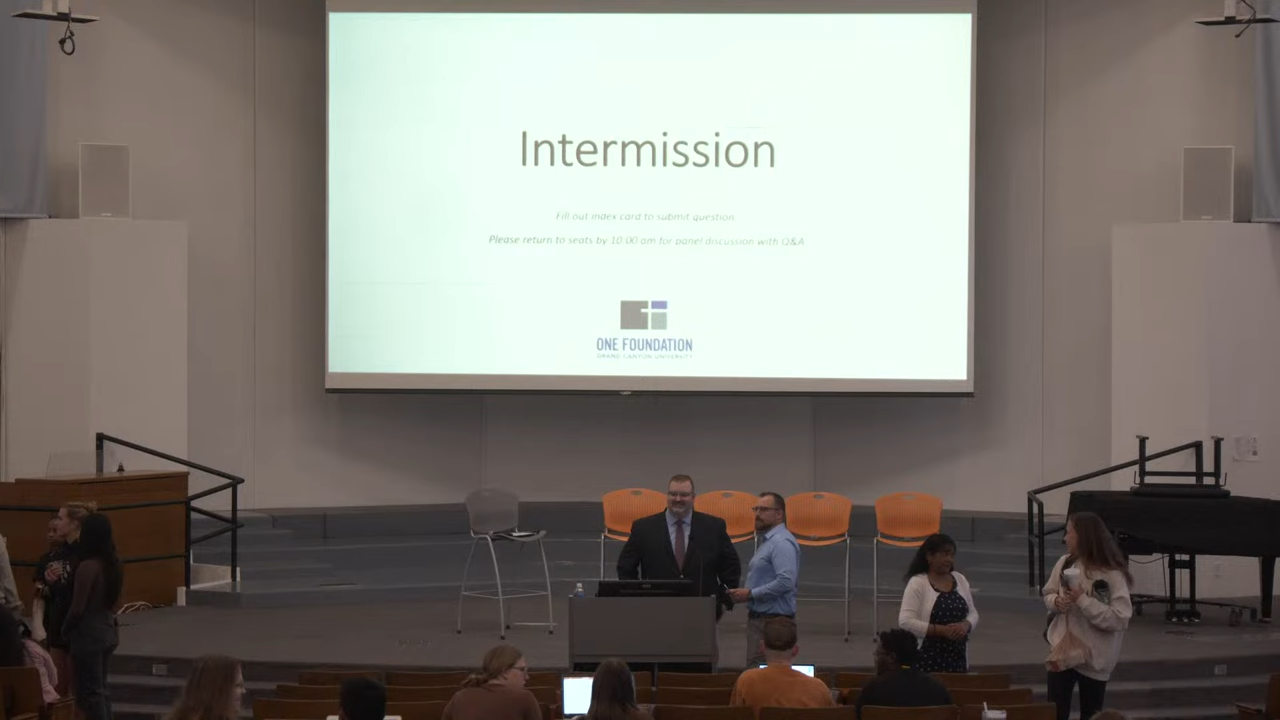 Intermission
Fill out index card to submit question.
Please return to seats by 10:00 am for panel discussion with Q&A
ONE FOUNDATION
GRAND CANYON UNIVERSITY